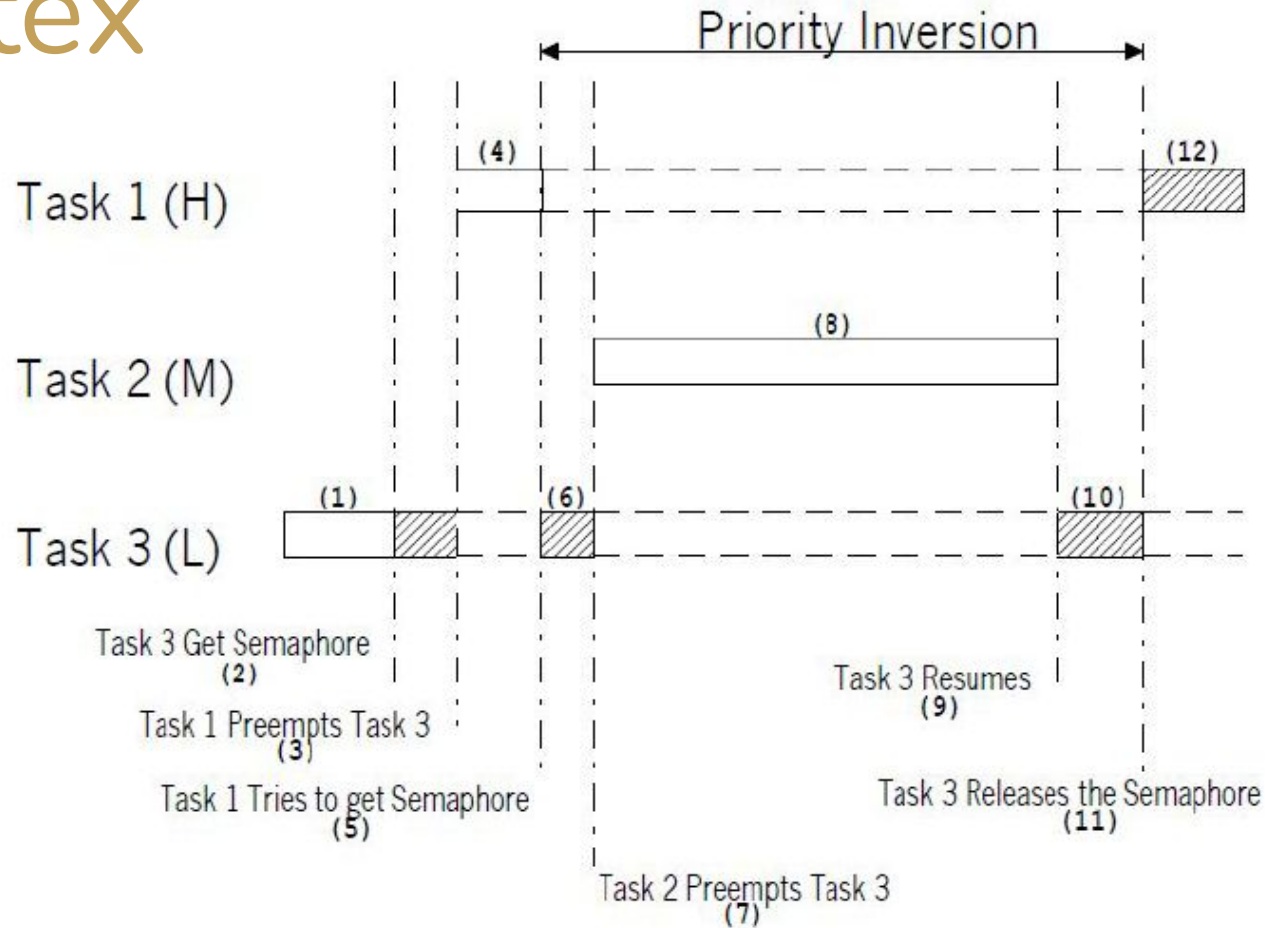 tex
Priority Inversion
(4)
(12)
Task 1 (H)
(8)
Task 2 (M)
(1)
(6)
(10)
Task 3 (L)
Task 3 Get Semaphore
(2)
Task 3 Resumes
(9)
Task 1 Preempts Task 3
(3)
Task 1 Tries to get Semaphore
(5)
Task 3 Releases the Semaphore
(11)
Task 2 Preempts Task 3
(7)